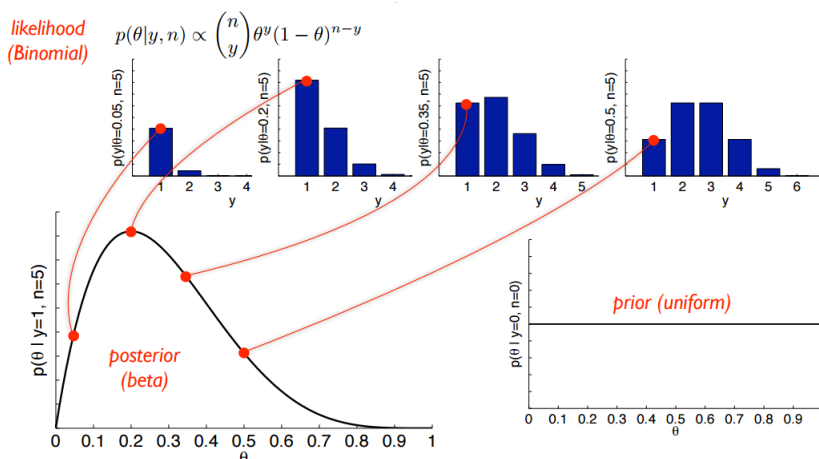 likelihood
(Binomial)
p(θ|y, n) ∝ (n y) θ^y (1 − θ)^{n−y}
p(y|θ=0.05, n=5)
1 2 3 4
p(y|θ=0.2, n=5)
1 2 3 4
y
p(y|θ=0.35, n=5)
1 2 3 4 5
y
p(y|θ=0.5, n=5)
1 2 3 4 5 6
y
p(θ | y=1, n=5)
posterior
(beta)
0 0.1 0.2 0.3 0.4 0.5 0.6 0.7 0.8 0.9 1
θ
p(θ | y=0, n=0)
prior (uniform)
0 0.1 0.2 0.3 0.4 0.5 0.6 0.7 0.8 0.9
θ